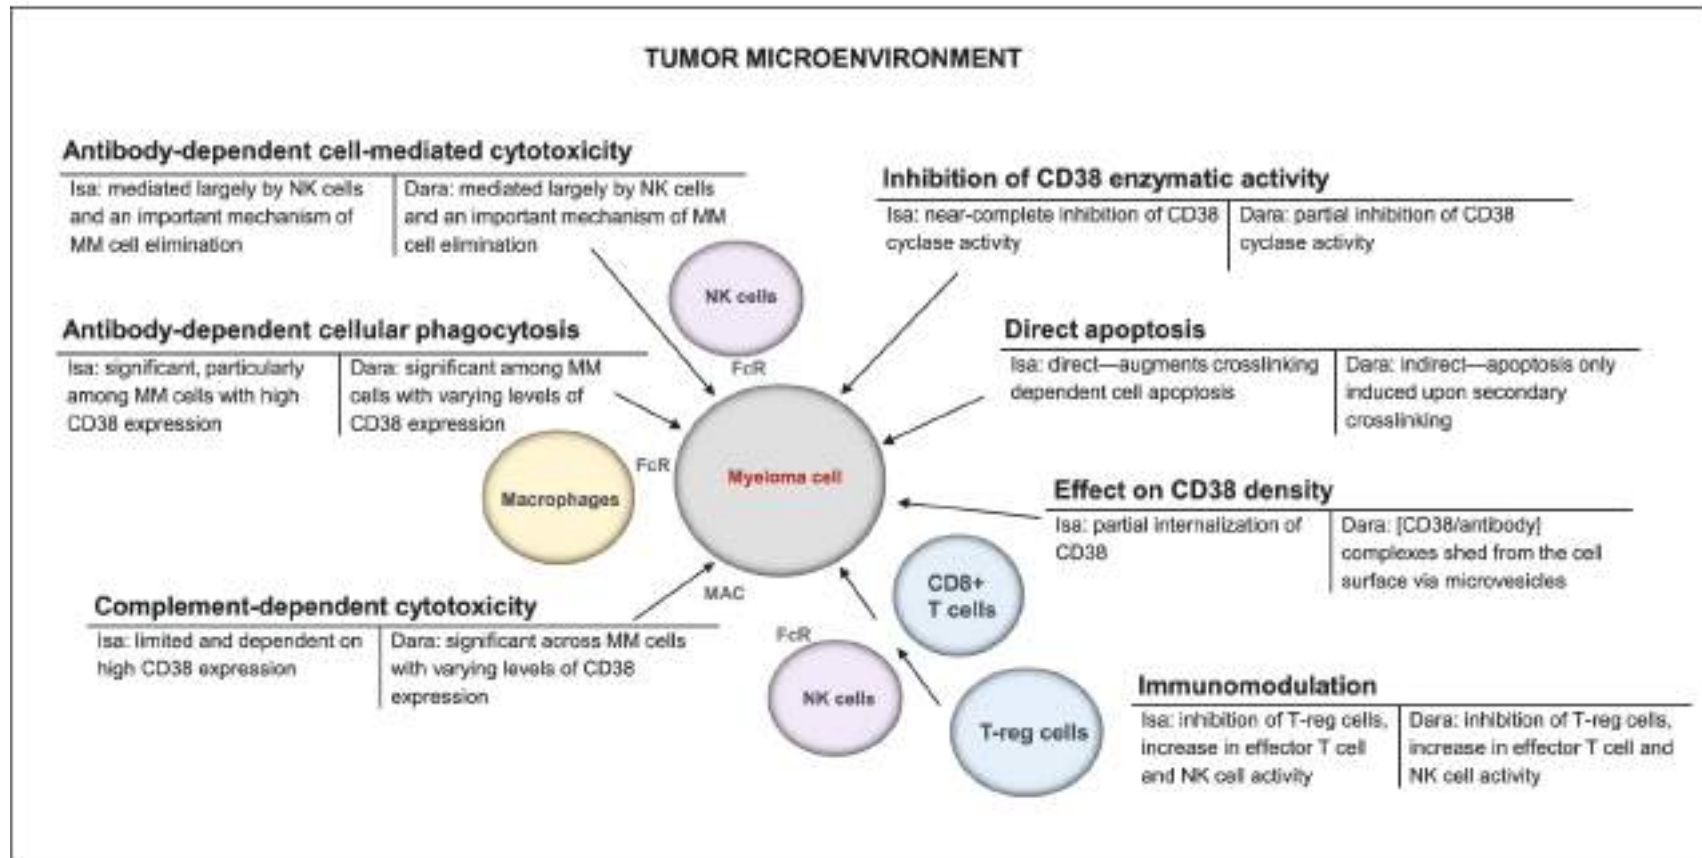 TUMOR MICROENVIRONMENT
Antibody-dependent cell-mediated cytotoxicity
Isa: mediated largely by NK cells
and an important mechanism of
MM cell elimination
Dara: mediated largely by NK cells
and an important mechanism of MM
cell elimination
Inhibition of CD38 enzymatic activity
Isa: near-complete inhibition of CD38
cyclase activity
Dara: partial inhibition of CD38
cyclase activity
NK cells
FcR
Antibody-dependent cellular phagocytosis
Isa: significant, particularly
among MM cells with high
CD38 expression
Dara: significant among MM
cells with varying levels of
CD38 expression
Direct apoptosis
Isa: direct—augments crosslinking
dependent cell apoptosis
Dara: indirect—apoptosis only
induced upon secondary
crosslinking
Macrophages
FcR
Myeloma cell
Effect on CD38 density
Isa: partial internalization of
CD38
Dara: [CD38/antibody]
complexes shed from the cell
surface via microvesicles
MAC
Complement-dependent cytotoxicity
Isa: limited and dependent on
high CD38 expression
Dara: significant across MM cells
with varying levels of CD38
expression
CD8+
T cells
FcR
NK cells
T-reg cells
Immunomodulation
Isa: inhibition of T-reg cells,
increase in effector T cell
and NK cell activity
Dara: inhibition of T-reg cells,
increase in effector T cell and
NK cell activity